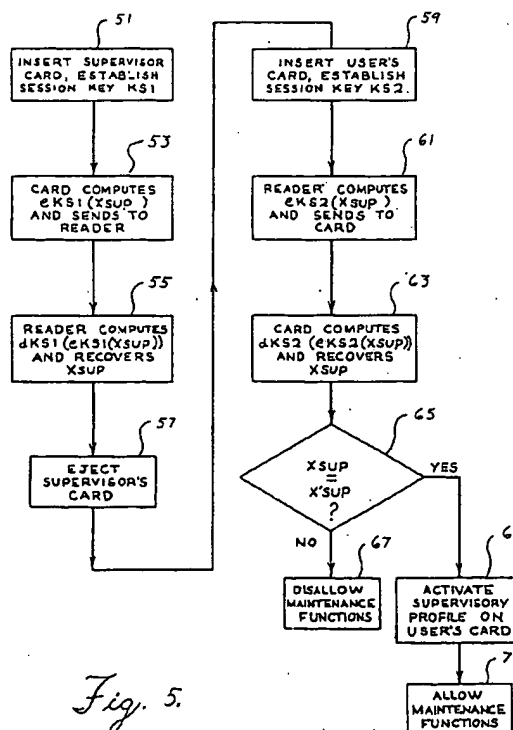 51
INSERT SUPERVISOR
CARD, ESTABLISH
SESSION KEY KS1
53
CARD COMPUTES
eKS1(XSUP)
AND SENDS TO
READER
55
READER COMPUTES
dKS1(eKS1(XSUP))
AND RECOVERS
XSUP
57
EJECT
SUPERVISOR'S
CARD
59
INSERT USER'S
CARD, ESTABLISH
SESSION KEY KS2.
61
READER COMPUTES
eKS2(XSUP)
AND SENDS TO
CARD
63
CARD COMPUTES
dKS2(eKS2(XSUP))
AND RECOVERS
XSUP
65
XSUP
=
X'SUP
?
YES
NO
67
DISALLOW
MAINTENANCE
FUNCTIONS
6
ACTIVATE
SUPERVISORY
PROFILE ON
USER'S CARD
7
ALLOW
MAINTENANCE
FUNCTIONS
Fig. 5.